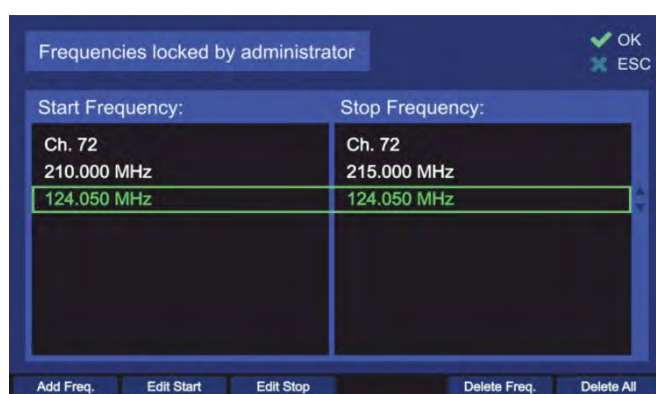 Frequencies locked by administrator
OK
ESC
Start Frequency: Stop Frequency:
Ch. 72 Ch. 72
210.000 MHz 215.000 MHz
124.050 MHz 124.050 MHz
Add Freq. Edit Start Edit Stop Delete Freq. Delete All